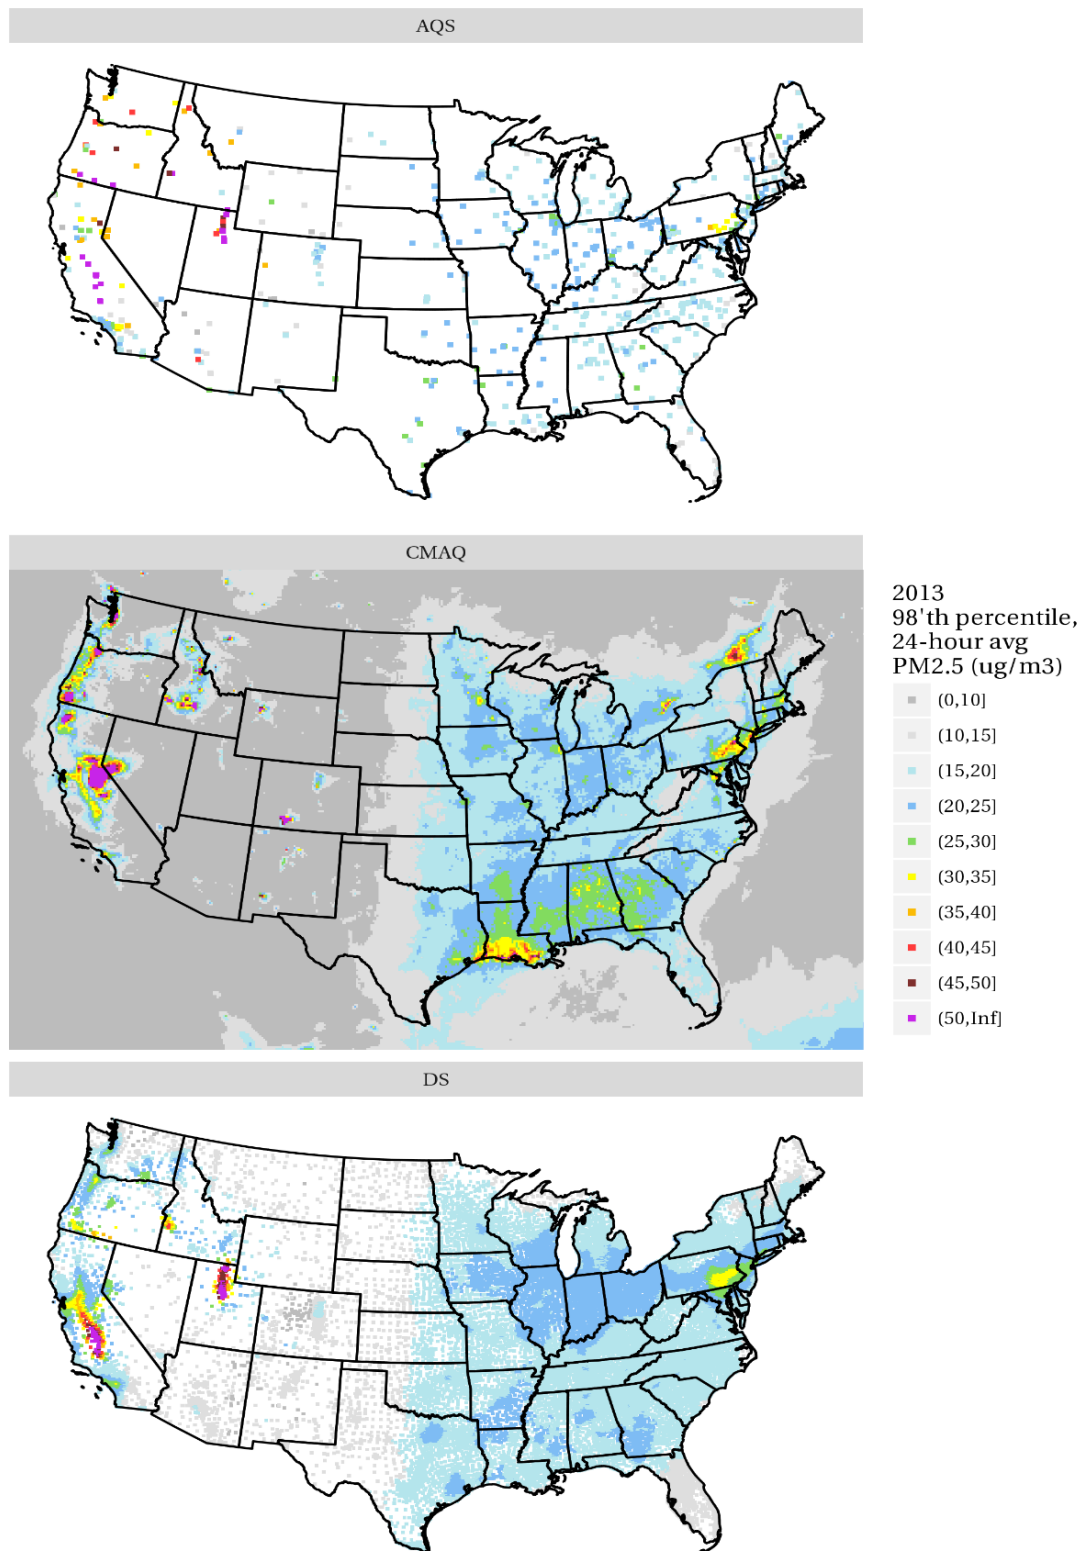 AQS
CMAQ
2013
98'th percentile,
24-hour avg
PM2.5 (ug/m3)
(0,10]
(10,15]
(15,20]
(20,25]
(25,30]
(30,35]
(35,40]
(40,45]
(45,50]
(50,Inf]
DS